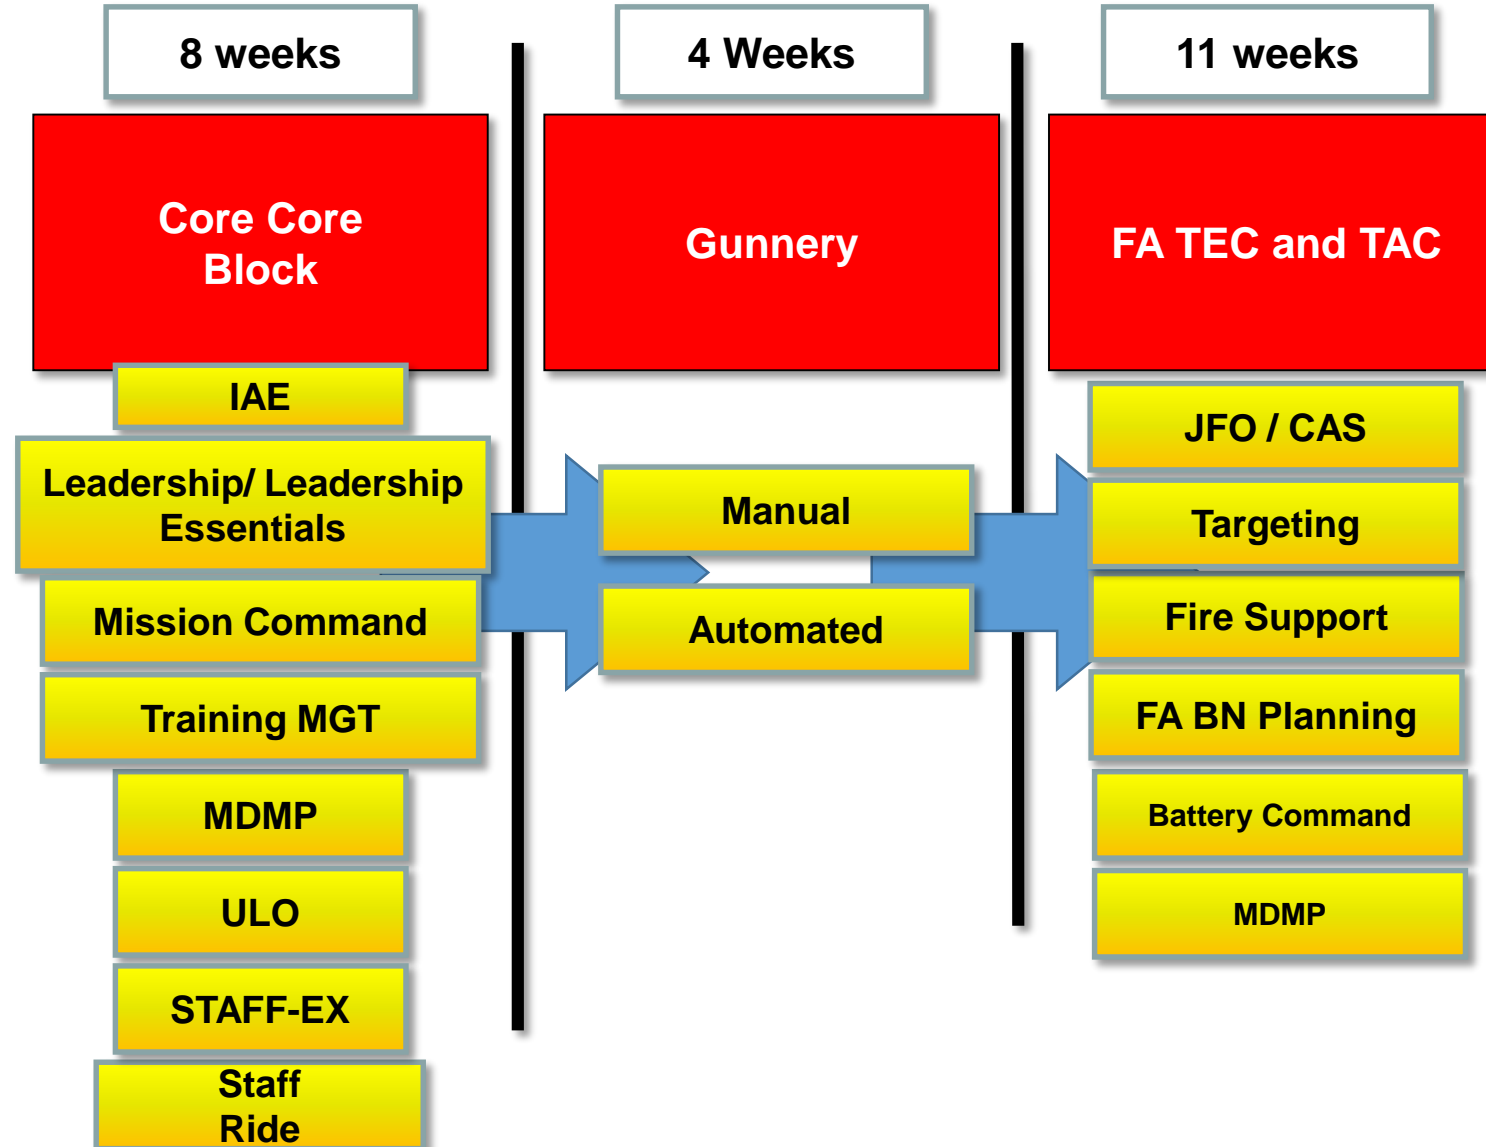 8 weeks
Core Core
Block
IAE
Leadership/ Leadership
Essentials
Mission Command
Training MGT
MDMP
ULO
STAFF-EX
Staff
Ride
4 Weeks
Gunnery
Manual
Automated
11 weeks
FA TEC and TAC
JFO / CAS
Targeting
Fire Support
FA BN Planning
Battery Command
MDMP